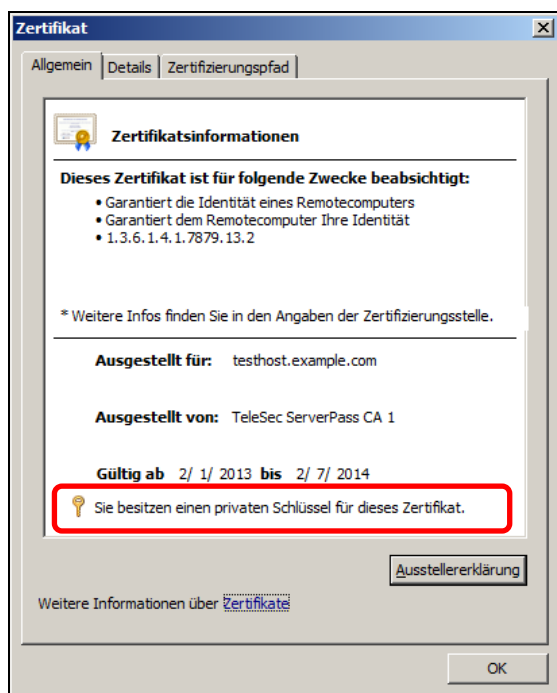 Zertifikat
Allgemein Details Zertifizierungspfad
Zertifikatsinformationen
Dieses Zertifikat ist für folgende Zwecke beabsichtigt:
• Garantiert die Identität eines Remotecomputers
• Garantiert dem Remotecomputer Ihre Identität
• 1.3.6.1.4.1.7879.13.2
* Weitere Infos finden Sie in den Angaben der Zertifizierungsstelle.
Ausgestellt für: testhost.example.com
Ausgestellt von: TeleSec ServerPass CA 1
Gültig ab 2/ 1/ 2013 bis 2/ 7/ 2014
Sie besitzen einen privaten Schlüssel für dieses Zertifikat.
Ausstellererklärung
Weitere Informationen über Zertifikate
OK